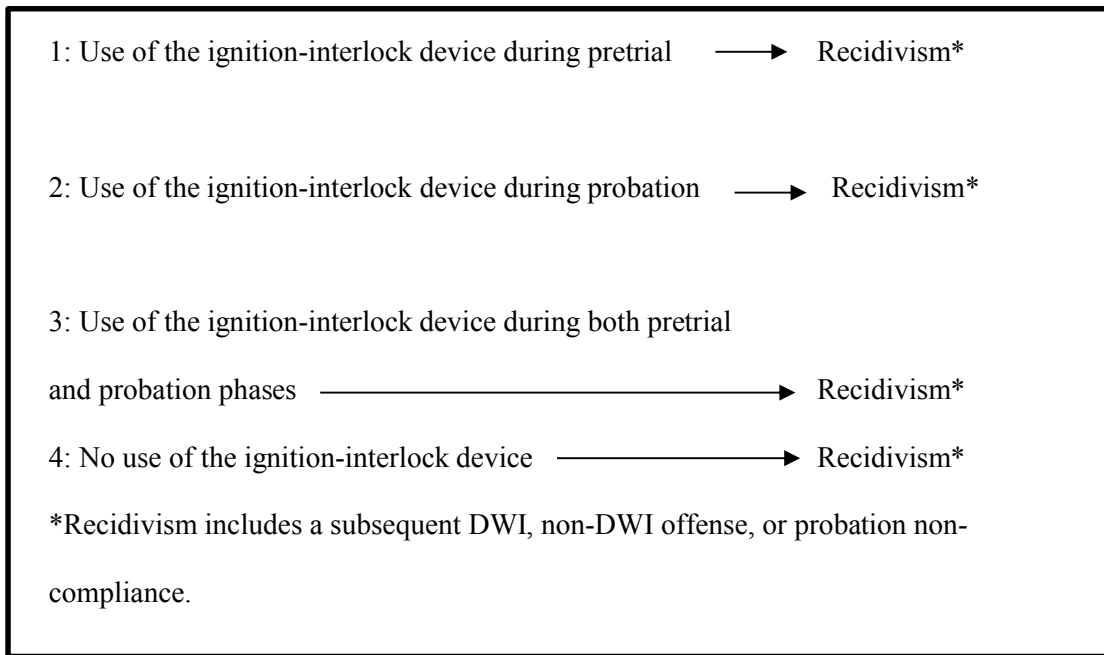 1: Use of the ignition-interlock device during pretrial Recidivism*
2: Use of the ignition-interlock device during probation Recidivism*
3: Use of the ignition-interlock device during both pretrial
and probation phases Recidivism*
4: No use of the ignition-interlock device Recidivism*
*Recidivism includes a subsequent DWI, non-DWI offense, or probation non-
compliance.